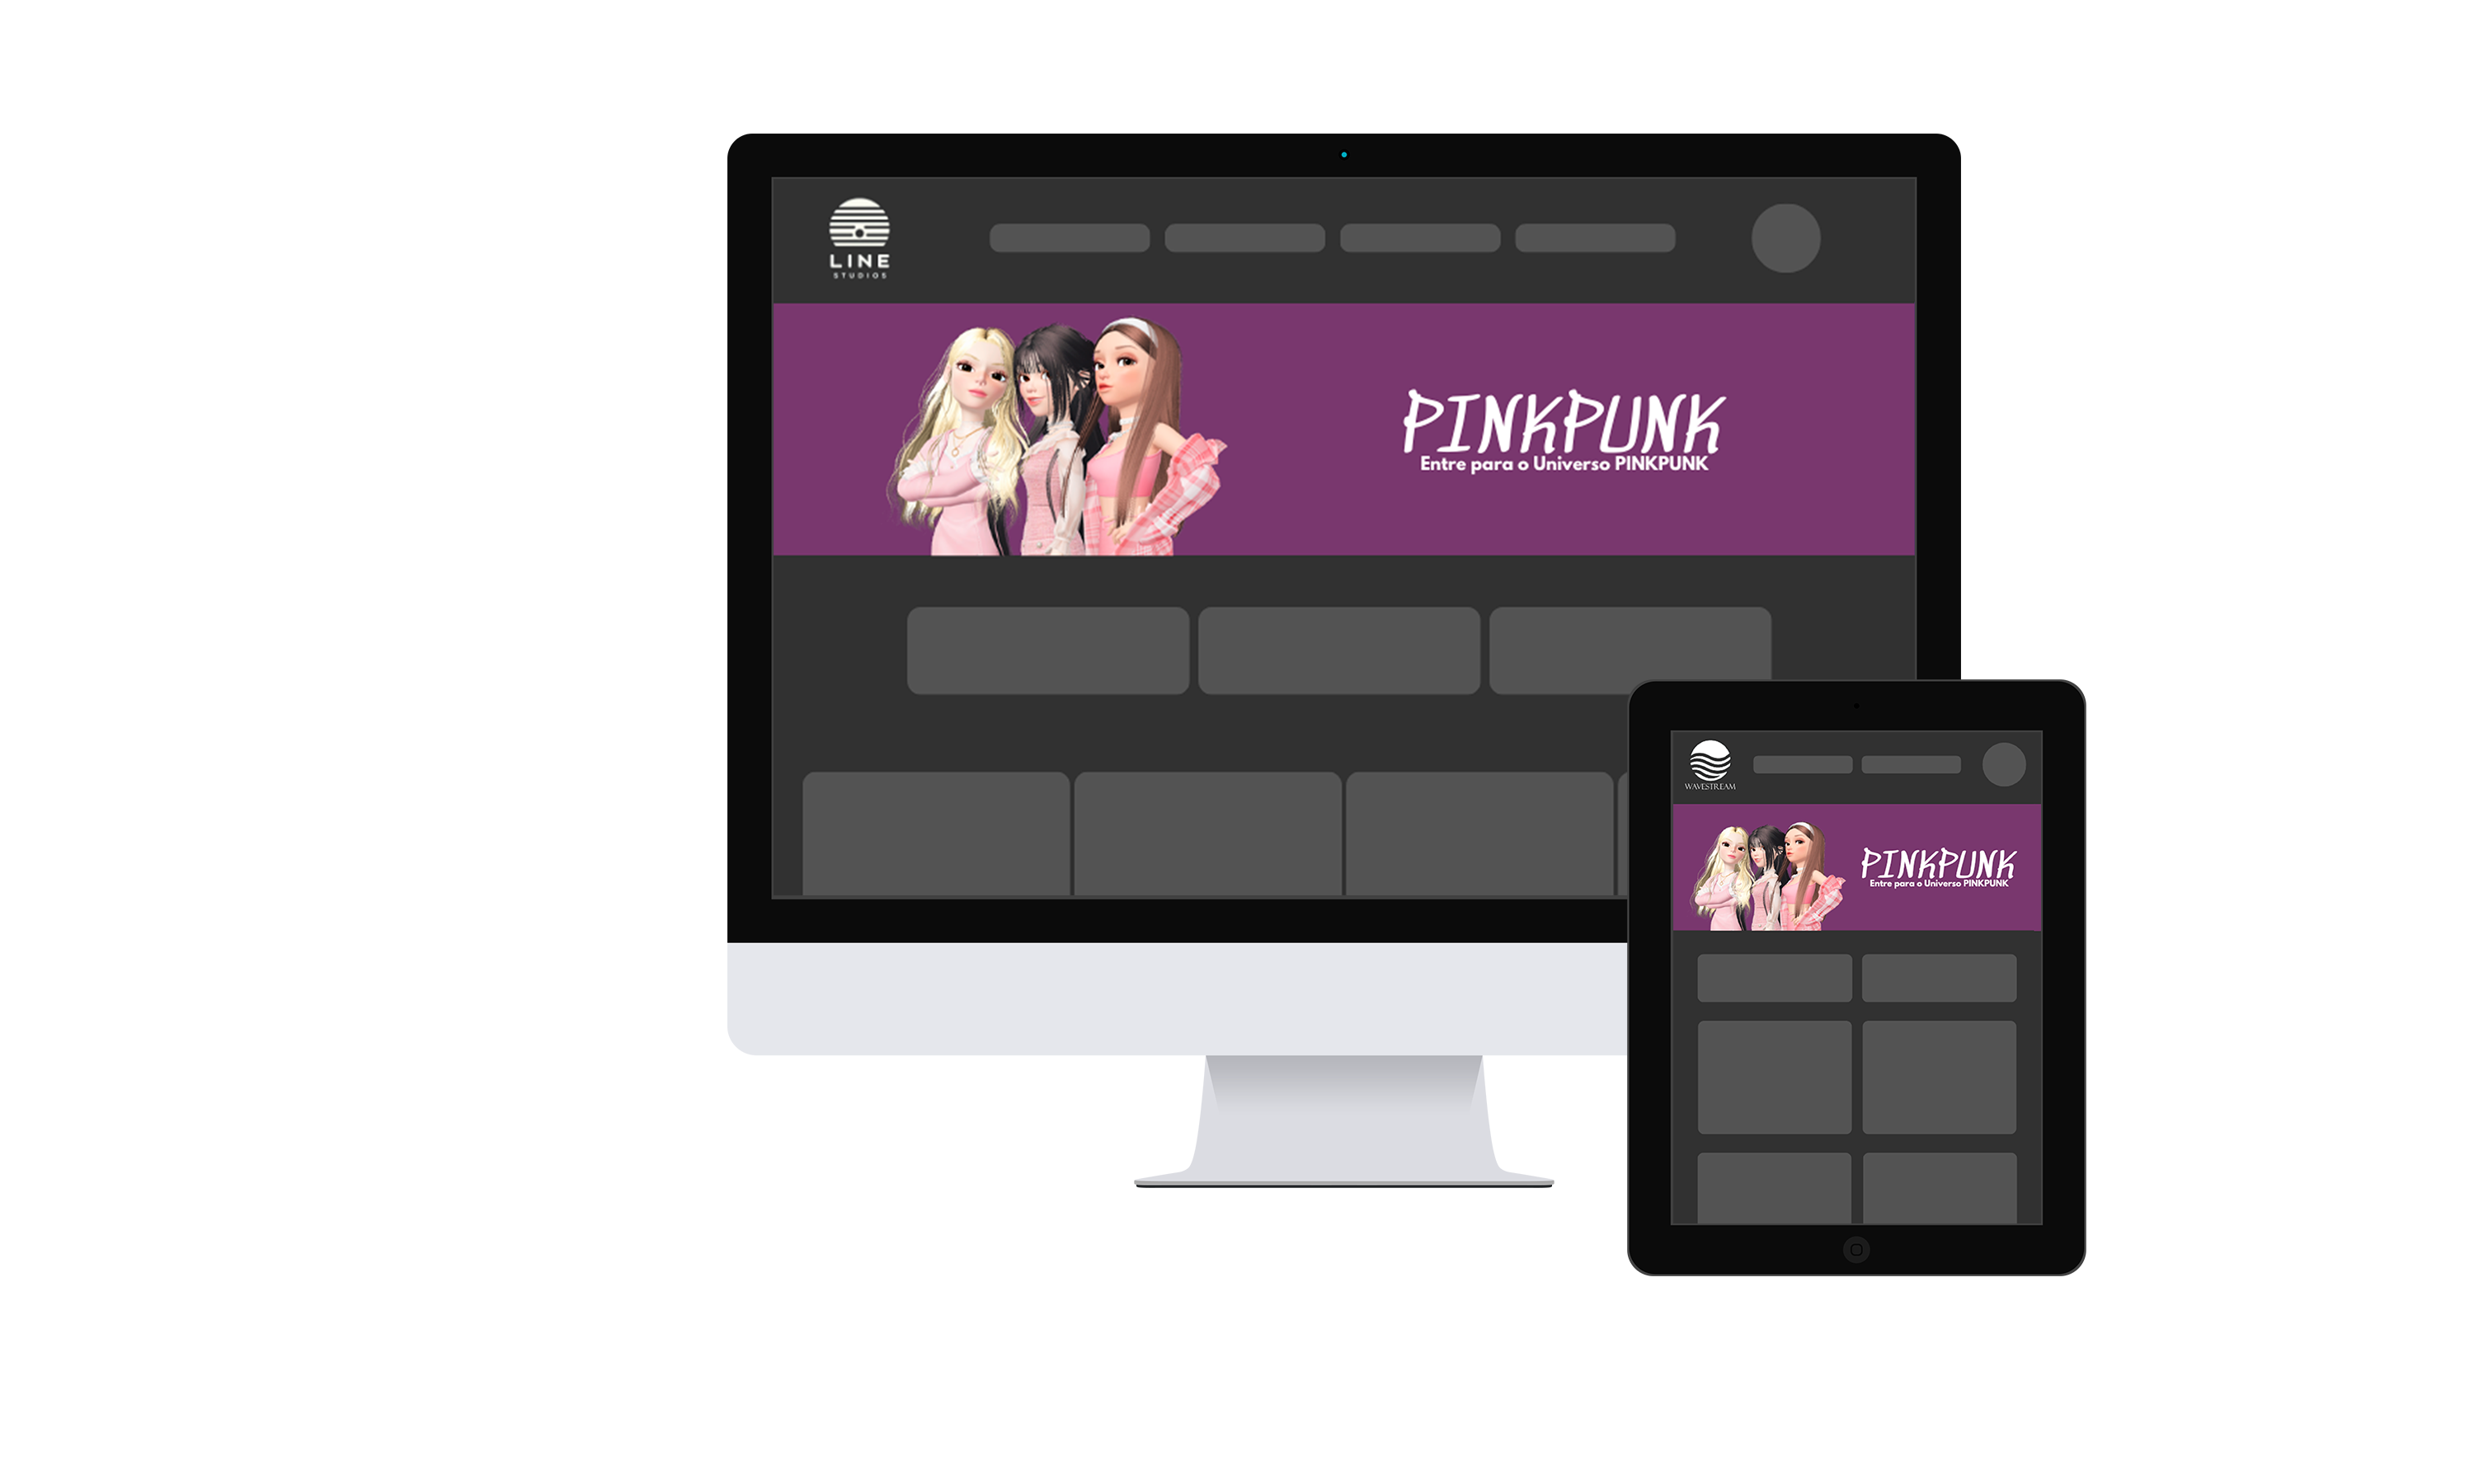 LINE
STUDIOS
PINKPUNK
Entre para o Universo PINKPUNK
WAVESTREAM
PINKPUNK
Entre para o Universo PINKPUNK